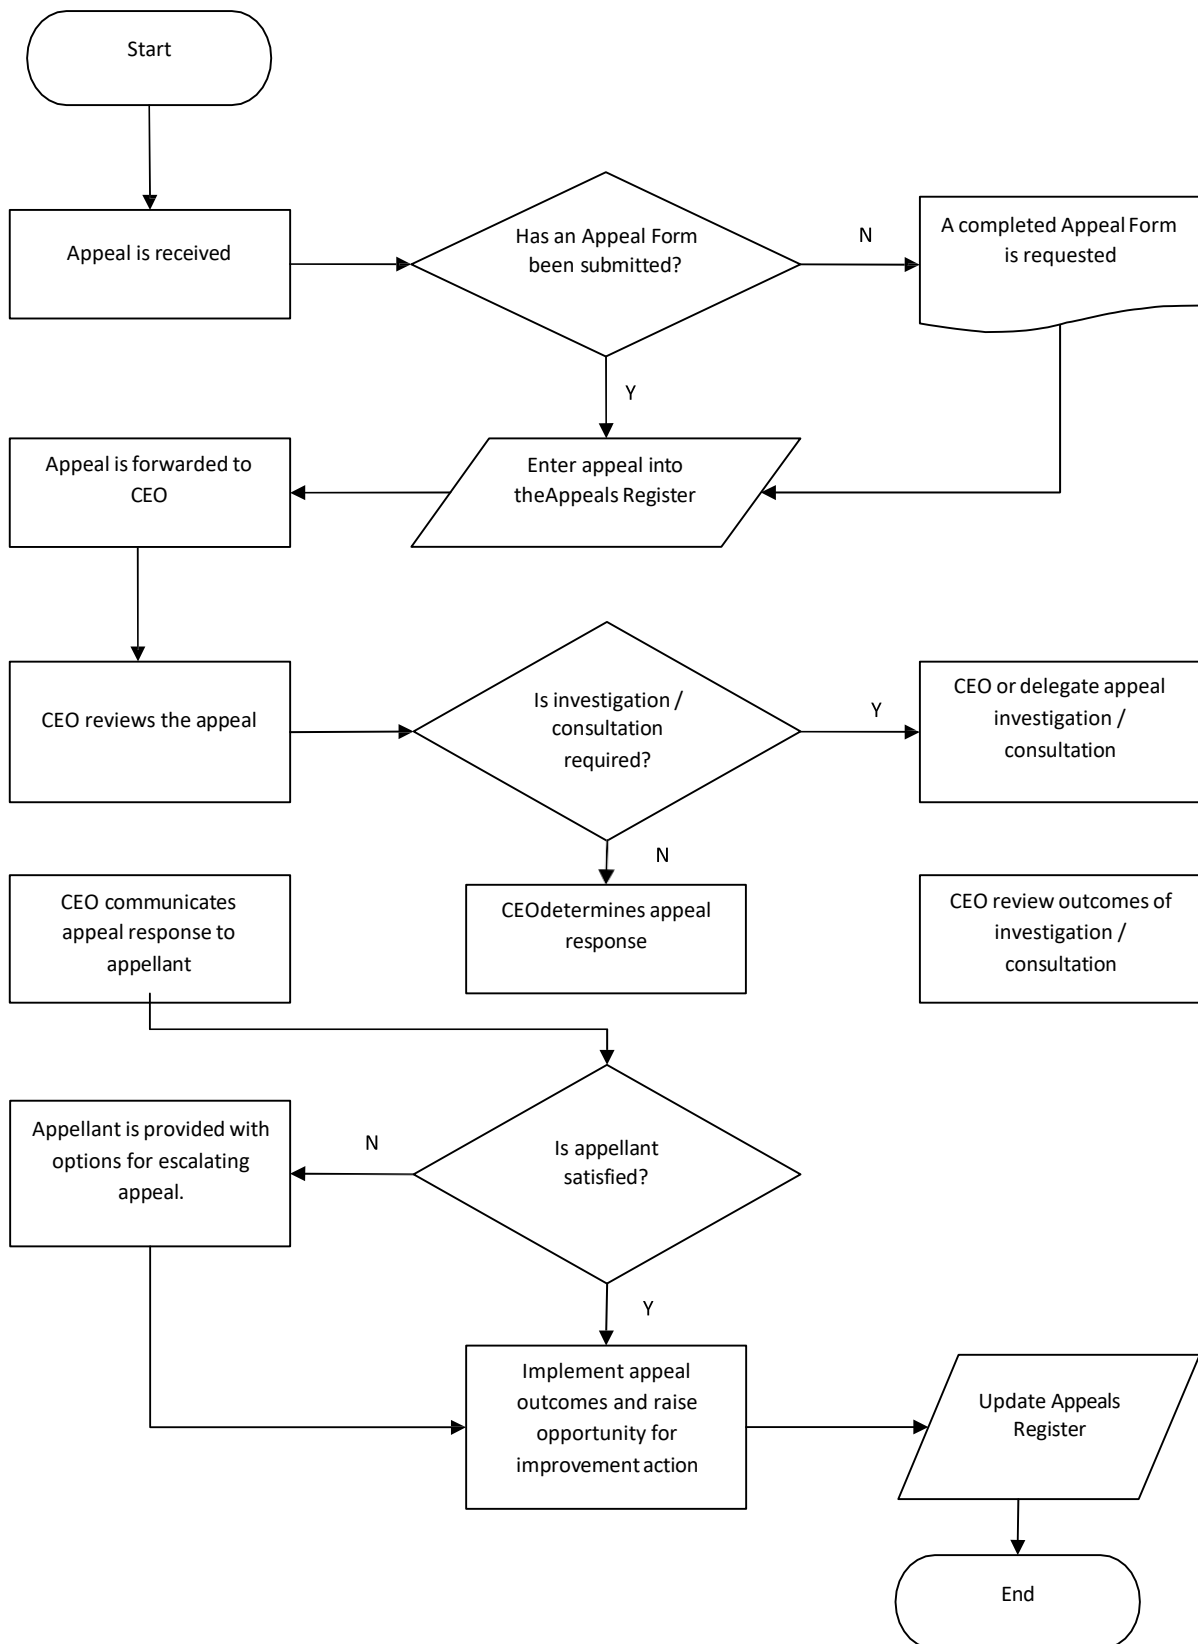 Start
Appeal is received
Has an Appeal Form
been submitted?
N
A completed Appeal Form
is requested
Y
Appeal is forwarded to
CEO
Enter appeal into
theAppeals Register
CEO reviews the appeal
Is investigation /
consultation
required?
Y
CEO or delegate appeal
investigation /
consultation
N
CEO communicates
appeal response to
appellant
CEOdetermines appeal
response
CEO review outcomes of
investigation /
consultation
Appellant is provided with
options for escalating
appeal.
N
Is appellant
satisfied?
Y
Implement appeal
outcomes and raise
opportunity for
improvement action
Update Appeals
Register
End